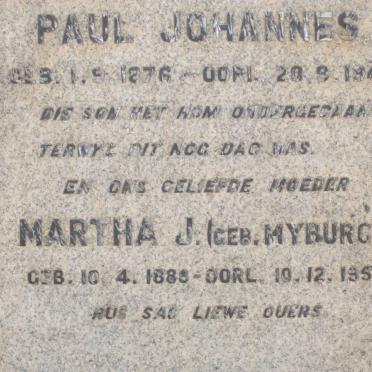 PAUL JOHANNES
GEB. 1. 9. 1876 - OORL. 20. 9. 194
DIE SON HET HOM ONDERGEGAAN
TERWYL DIT NOG DAG WAS.
EN ONS GELIEFDE MOEDER
MARTHA J. (GEB. MYBURG
GEB. 10. 4. 1885 - OORL. 10. 12. 195
RUS SAG LIEWE OUERS